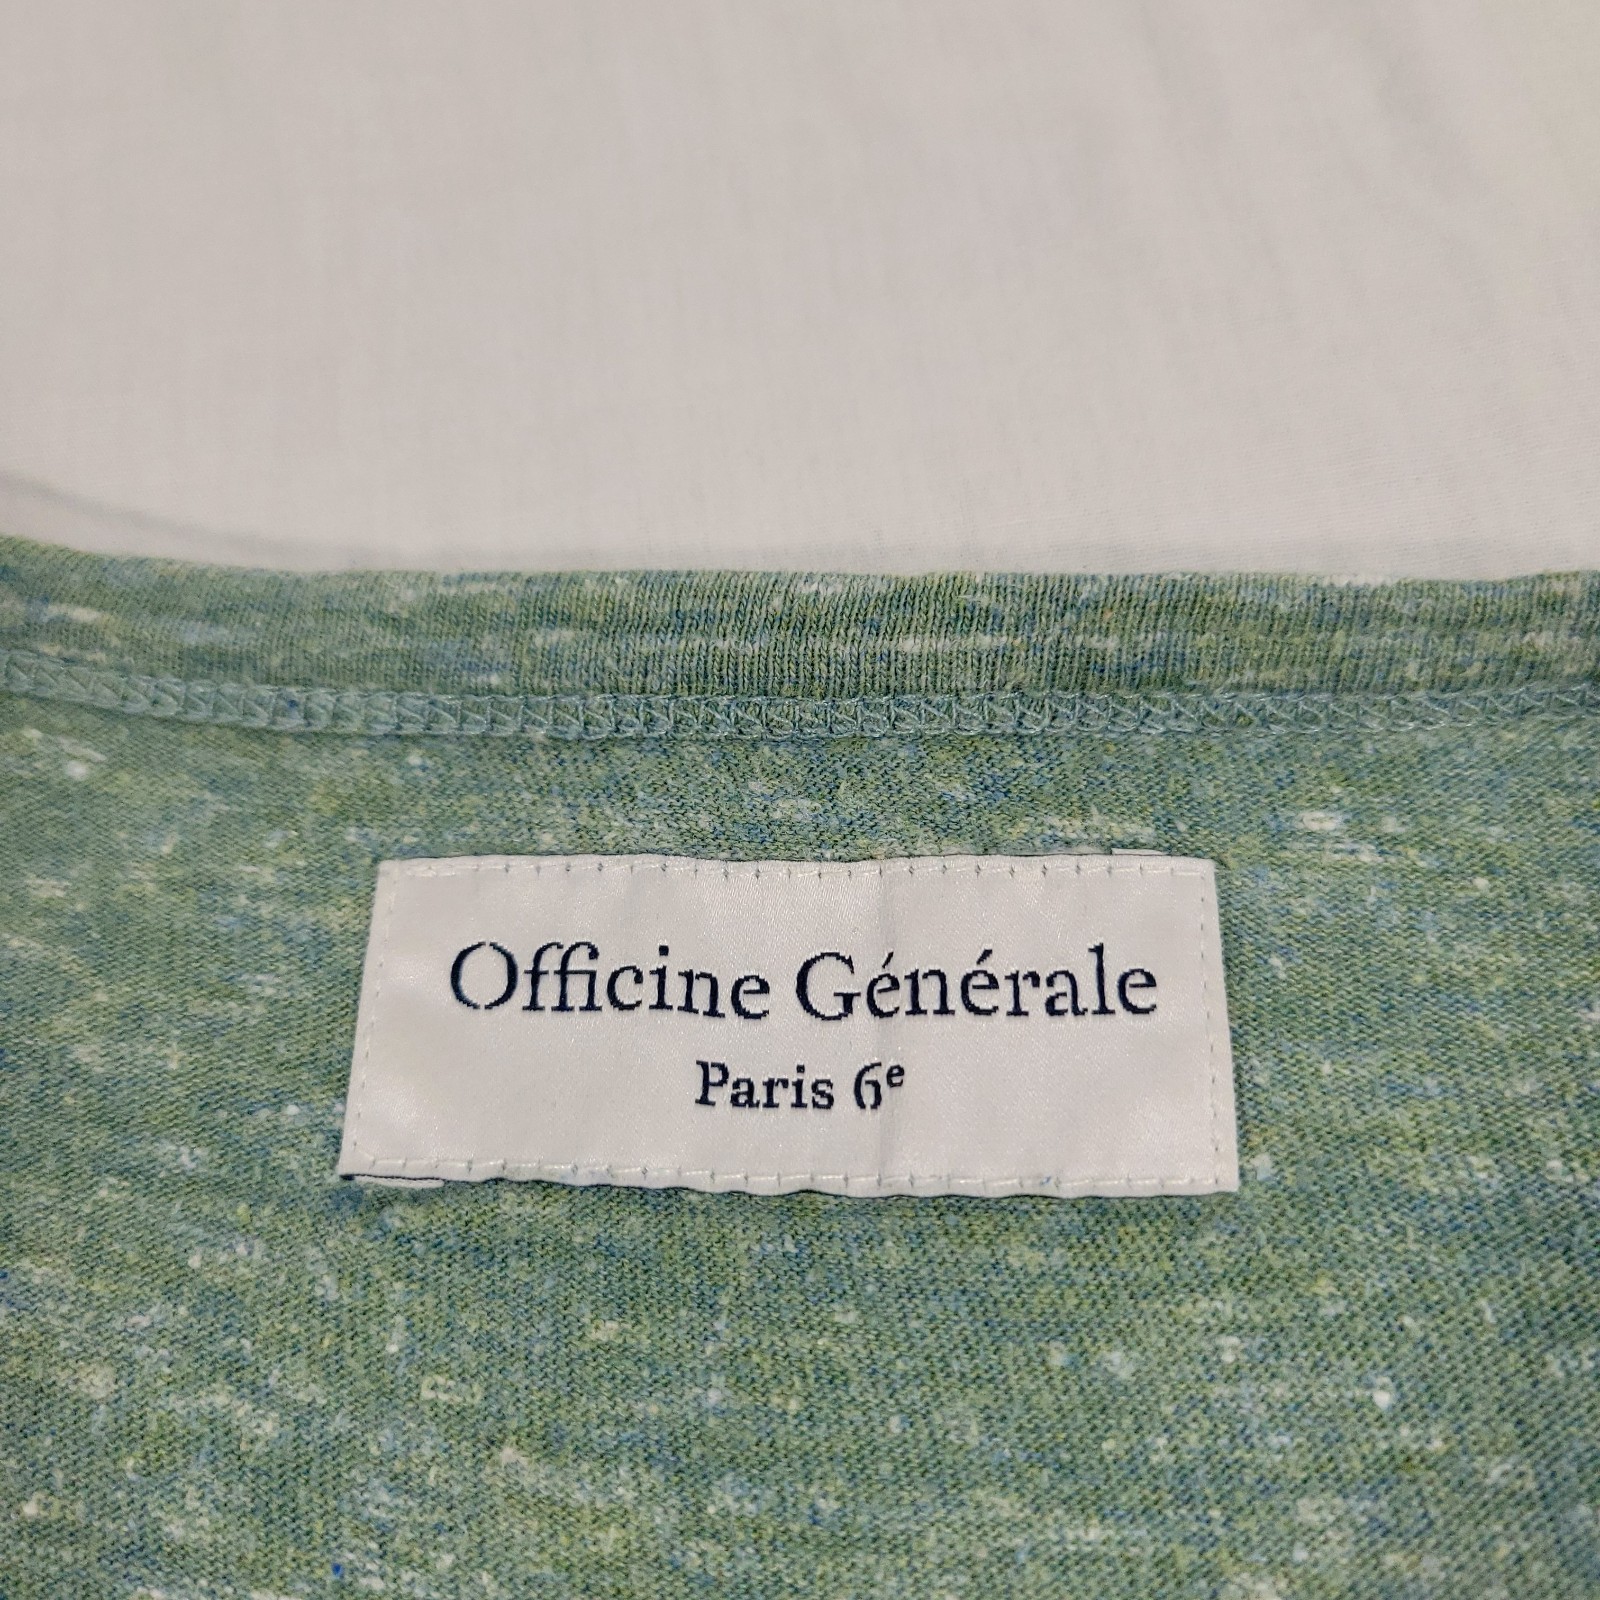 Officine Générale
Paris 6ᵉ